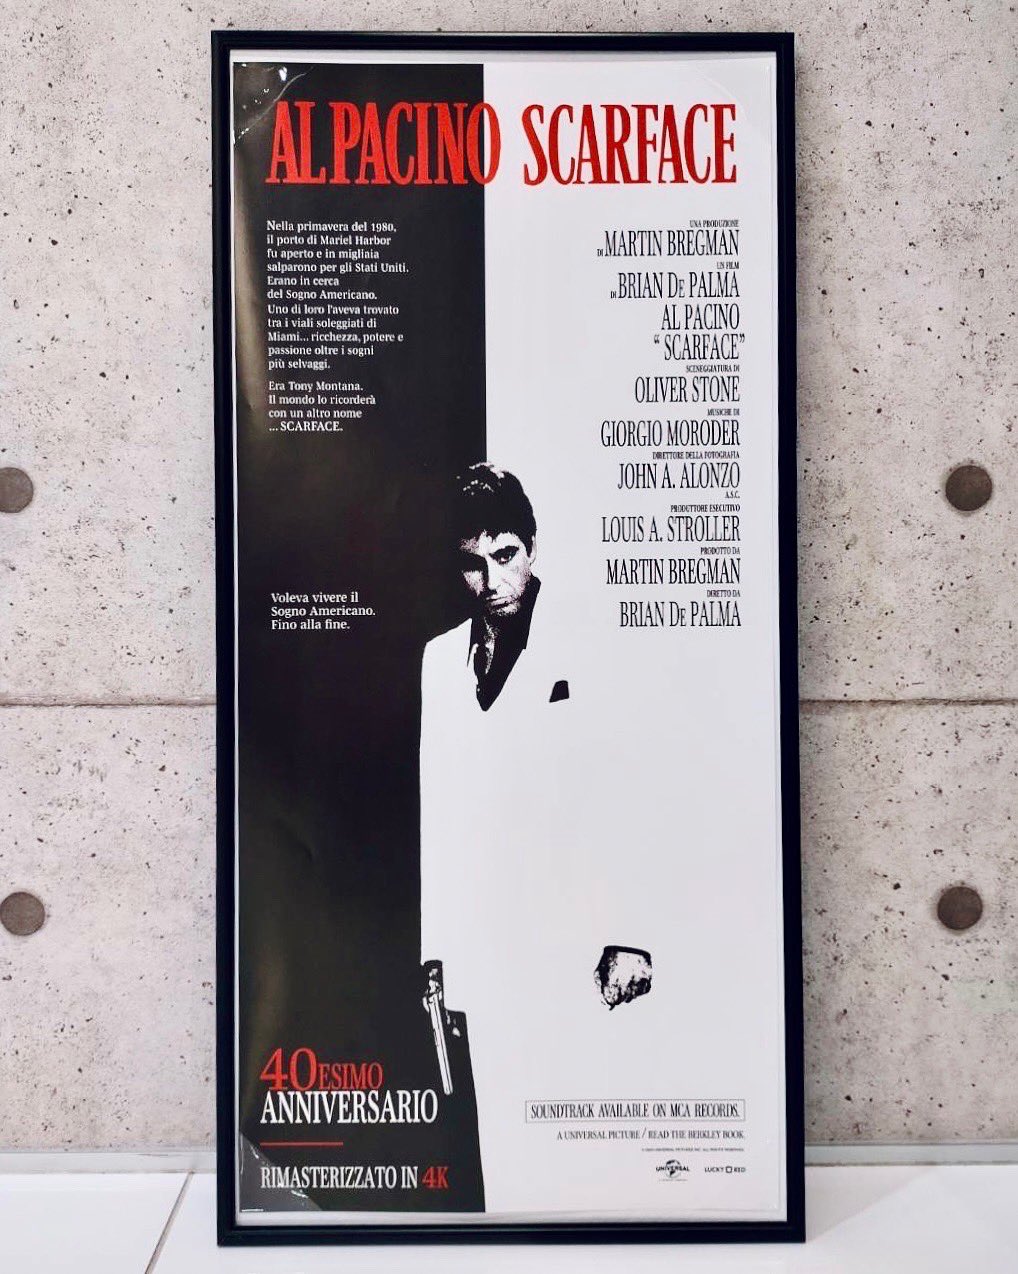 AL PACINO SCARFACE
Nella primavera del 1980,
il porto di Mariel Harbor
fu aperto e in migliaia
salparono per gli Stati Uniti.
Erano in cerca
del Sogno Americano.
Uno di loro l'aveva trovato
tra i viali soleggiati di
Miami... ricchezza, potere e
passione oltre i sogni
più selvaggi.
Era Tony Montana.
Il mondo lo ricorderà
con un altro nome
... SCARFACE.
Voleva vivere il
Sogno Americano.
Fino alla fine.
UNA PRODUZIONE
DI MARTIN BREGMAN
UN FILM
DI BRIAN DE PALMA
AL PACINO
“SCARFACE”
SCENEGGIATURA DI
OLIVER STONE
MUSICHE DI
GIORGIO MORODER
DIRETTORE DELLA FOTOGRAFIA
JOHN A. ALONZO
A.S.C.
PRODUTTORE ESECUTIVO
LOUIS A. STROLLER
PRODOTTO DA
MARTIN BREGMAN
DIRETTO DA
BRIAN DE PALMA
40ESIMO
ANNIVERSARIO
RIMASTERIZZATO IN 4K
SOUNDTRACK AVAILABLE ON MCA RECORDS.
A UNIVERSAL PICTURE / READ THE BERKLEY BOOK
UNIVERSAL
LUCKY RED